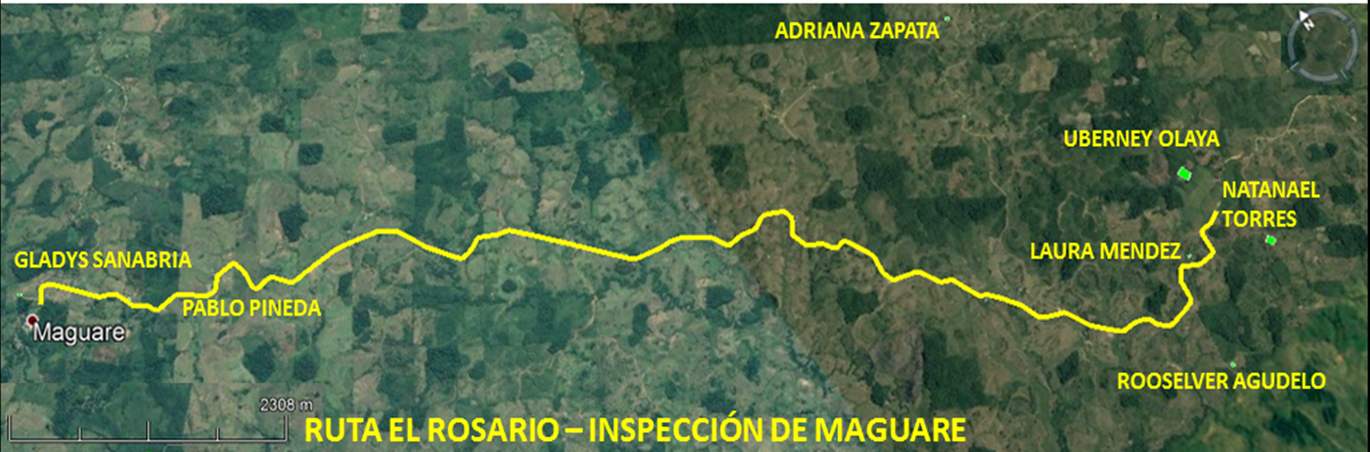 ADRIANA ZAPATA
N
UBERNEY OLAYA
NATANAEL
TORRES
LAURA MENDEZ
GLADYS SANABRIA
PABLO PINEDA
Maguare
ROOSELVER AGUDELO
2308 m
RUTA EL ROSARIO – INSPECCIÓN DE MAGUARE